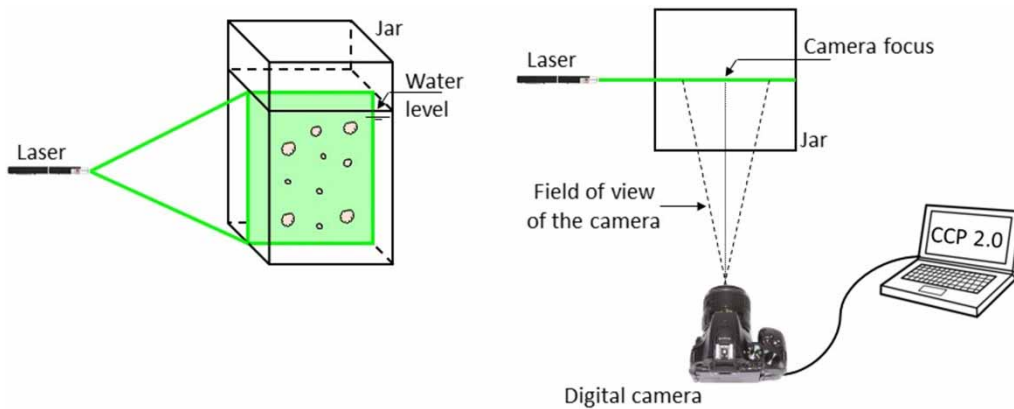 Jar
Water
level
Laser
Camera focus
Laser
Jar
Field of view
of the camera
CCP 2.0
Digital camera